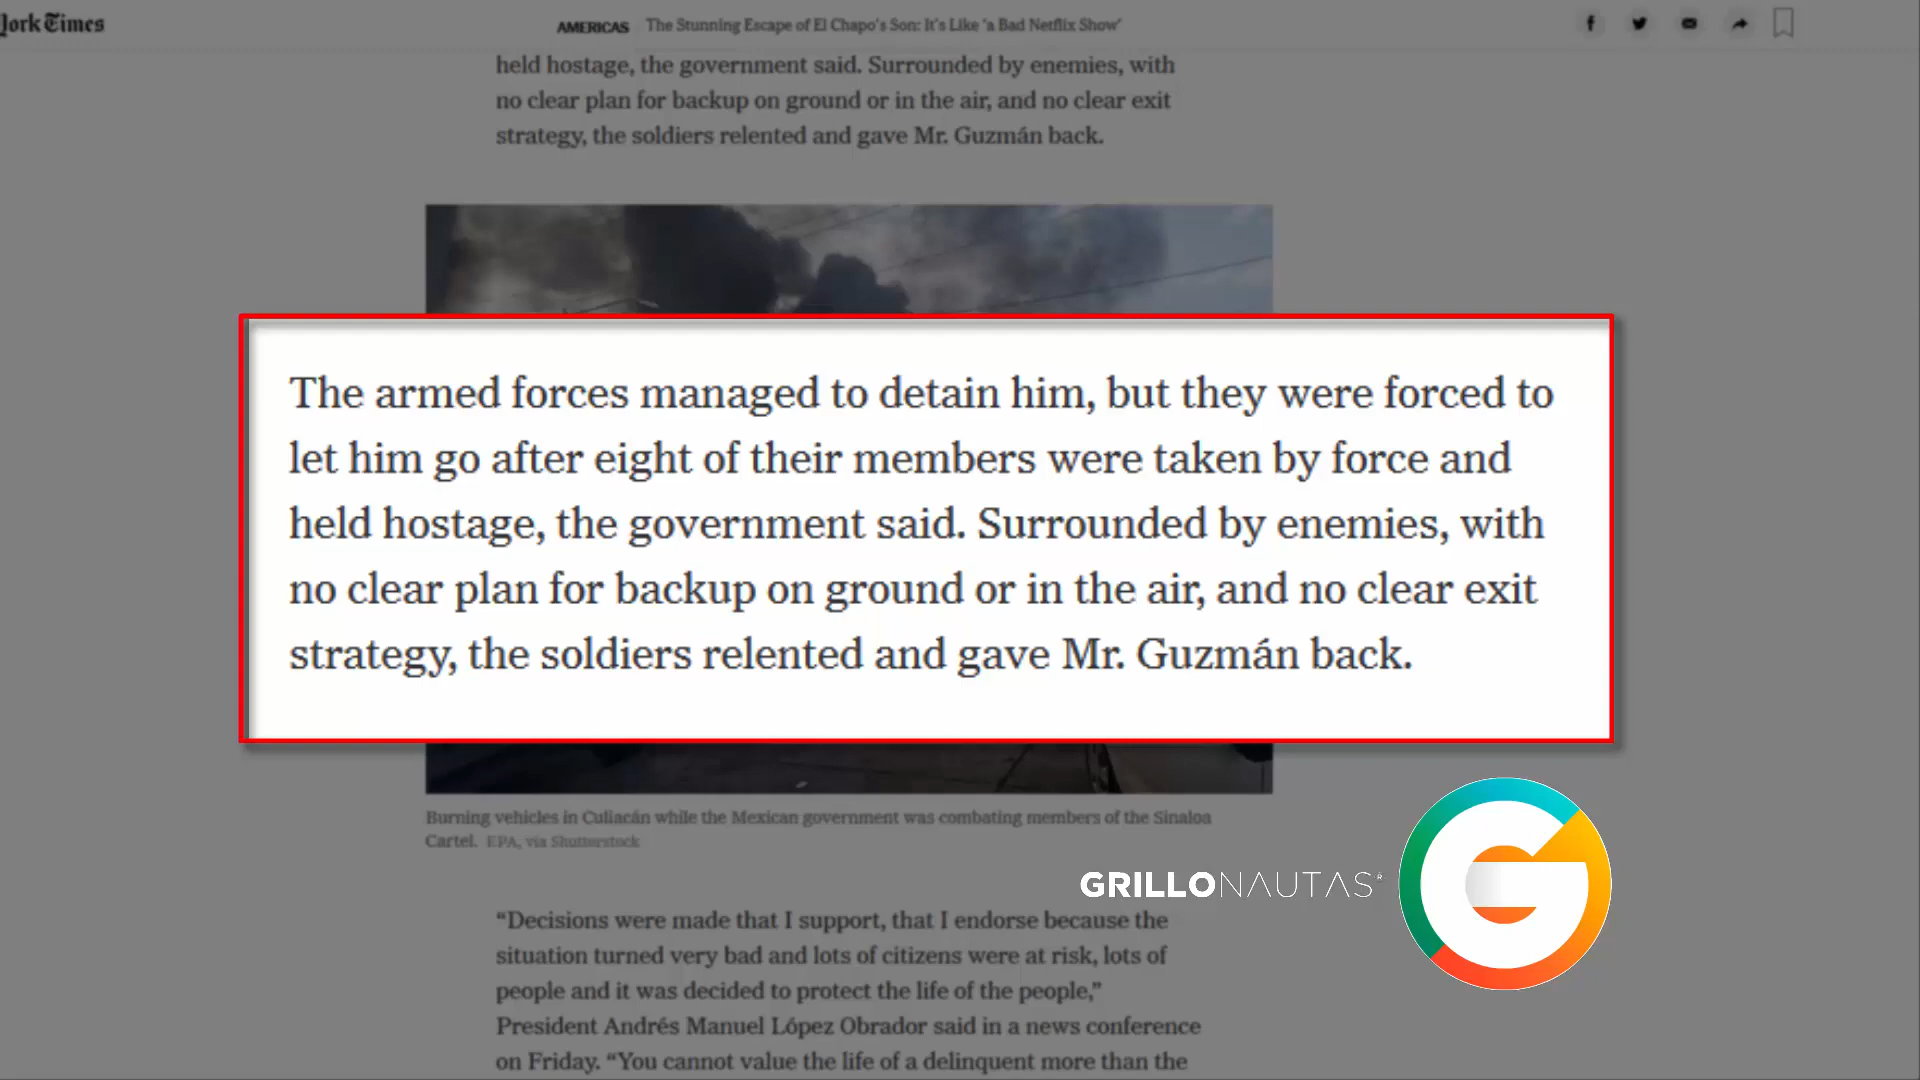 York Times
AMERICAS The Stunning Escape of El Chapo's Son: It's Like 'a Bad Netflix Show'
held hostage, the government said. Surrounded by enemies, with
no clear plan for backup on ground or in the air, and no clear exit
strategy, the soldiers relented and gave Mr. Guzmán back.
The armed forces managed to detain him, but they were forced to
let him go after eight of their members were taken by force and
held hostage, the government said. Surrounded by enemies, with
no clear plan for backup on ground or in the air, and no clear exit
strategy, the soldiers relented and gave Mr. Guzmán back.
Burning vehicles in Culiacán while the Mexican government was combating members of the Sinaloa
Cartel. EPA, via Shutterstock
GRILLONAUTAS
“Decisions were made that I support, that I endorse because the
situation turned very bad and lots of citizens were at risk, lots of
people and it was decided to protect the life of the people,”
President Andrés Manuel López Obrador said in a news conference
on Friday. “You cannot value the life of a delinquent more than the